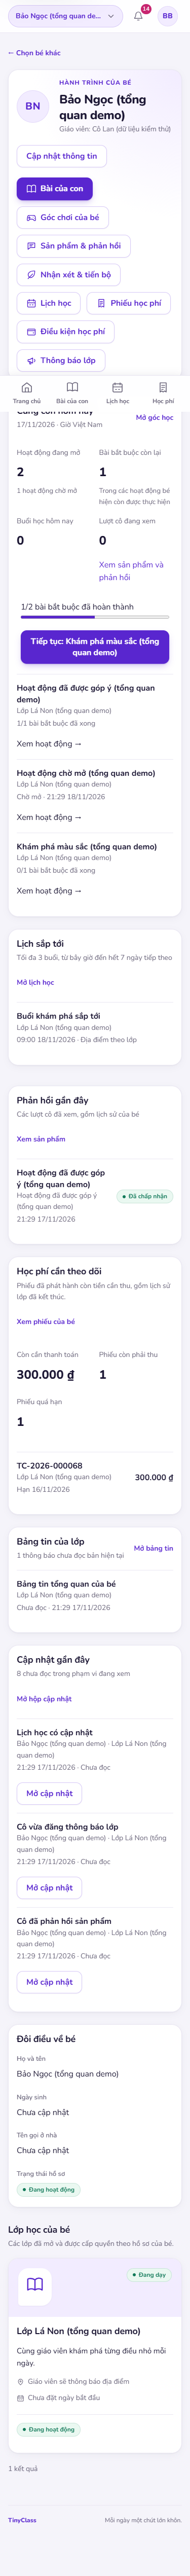 Bảo Ngọc (tổng quan de...
14
BB
← Chọn bé khác
BN
HÀNH TRÌNH CỦA BÉ
Bảo Ngọc (tổng
quan demo)
Giáo viên: Cô Lan (dữ liệu kiểm thử)
Cập nhật thông tin
Bài của con
Góc chơi của bé
Sản phẩm & phản hồi
Nhận xét & tiến bộ
Lịch học
Phiếu học phí
Điều kiện học phí
Thông báo lớp
Trang chủ
Bài của con
Lịch học
Học phí
Mở góc học
17/11/2026 · Giờ Việt Nam
Hoạt động đang mở
2
1 hoạt động chờ mở
Bài bắt buộc còn lại
1
Trong các hoạt động bé
hiện còn được thực hiện
Buổi học hôm nay
0
Lượt cô đang xem
0
Xem sản phẩm và
phản hồi
1/2 bài bắt buộc đã hoàn thành
Tiếp tục: Khám phá màu sắc (tổng
quan demo)
Hoạt động đã được góp ý (tổng quan
demo)
Lớp Lá Non (tổng quan demo)
1/1 bài bắt buộc đã xong
Xem hoạt động →
Hoạt động chờ mở (tổng quan demo)
Lớp Lá Non (tổng quan demo)
Chờ mở · 21:29 18/11/2026
Xem hoạt động →
Khám phá màu sắc (tổng quan demo)
Lớp Lá Non (tổng quan demo)
0/1 bài bắt buộc đã xong
Xem hoạt động →
Lịch sắp tới
Tối đa 3 buổi, từ bây giờ đến hết 7 ngày tiếp theo
Mở lịch học
Buổi khám phá sắp tới
Lớp Lá Non (tổng quan demo)
09:00 18/11/2026 · Địa điểm theo lớp
Phản hồi gần đây
Các lượt cô đã xem, gồm lịch sử của bé
Xem sản phẩm
Hoạt động đã được góp
ý (tổng quan demo)
Hoạt động đã được góp ý
(tổng quan demo)
21:29 17/11/2026
Đã chấp nhận
Học phí cần theo dõi
Phiếu đã phát hành còn tiền cần thu, gồm lịch sử
lớp đã kết thúc.
Xem phiếu của bé
Còn cần thanh toán
300.000 ₫
Phiếu còn phải thu
1
Phiếu quá hạn
1
TC-2026-000068
Lớp Lá Non (tổng quan demo)
Hạn 16/11/2026
300.000 ₫
Bảng tin của lớp
1 thông báo chưa đọc bản hiện tại
Mở bảng tin
Bảng tin tổng quan của bé
Lớp Lá Non (tổng quan demo)
Chưa đọc · 21:29 17/11/2026
Cập nhật gần đây
8 chưa đọc trong phạm vi đang xem
Mở hộp cập nhật
Lịch học có cập nhật
Bảo Ngọc (tổng quan demo) · Lớp Lá Non (tổng
quan demo)
21:29 17/11/2026 · Chưa đọc
Mở cập nhật
Cô vừa đăng thông báo lớp
Bảo Ngọc (tổng quan demo) · Lớp Lá Non (tổng
quan demo)
21:29 17/11/2026 · Chưa đọc
Mở cập nhật
Cô đã phản hồi sản phẩm
Bảo Ngọc (tổng quan demo) · Lớp Lá Non (tổng
quan demo)
21:29 17/11/2026 · Chưa đọc
Mở cập nhật
Đôi điều về bé
Họ và tên
Bảo Ngọc (tổng quan demo)
Ngày sinh
Chưa cập nhật
Tên gọi ở nhà
Chưa cập nhật
Trạng thái hồ sơ
Đang hoạt động
Lớp học của bé
Các lớp đã mở và được cấp quyền theo hồ sơ của bé.
Đang dạy
Lớp Lá Non (tổng quan demo)
Cùng giáo viên khám phá từng điều nhỏ mỗi
ngày.
Giáo viên sẽ thông báo địa điểm
Chưa đặt ngày bắt đầu
Đang hoạt động
1 kết quả
TinyClass
Mỗi ngày một chút lớn khôn.